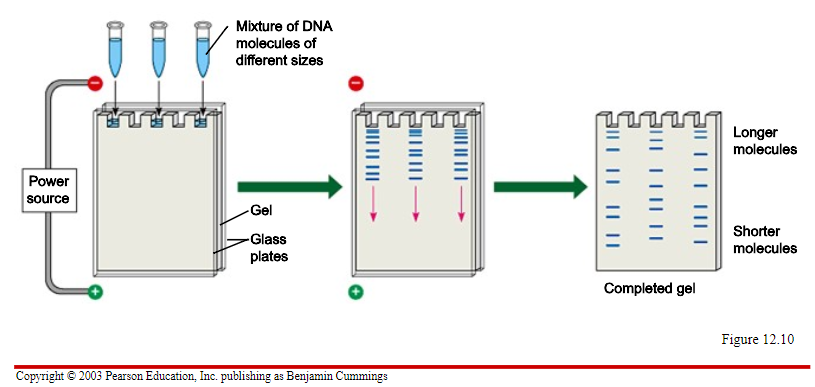 Mixture of DNA
molecules of
different sizes
−
−
Power
source
Gel
Glass
plates
+
+
Longer
molecules
Shorter
molecules
Completed gel
Figure 12.10
Copyright © 2003 Pearson Education, Inc. publishing as Benjamin Cummings